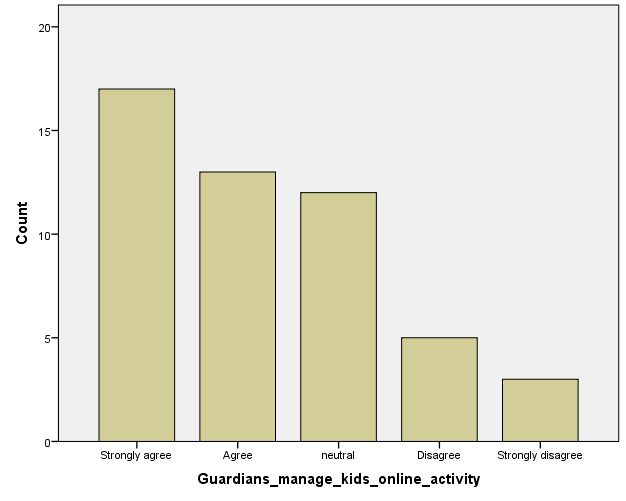 20
15
10
5
0
Count
Strongly agree
Agree
neutral
Disagree
Strongly disagree
Guardians_manage_kids_online_activity